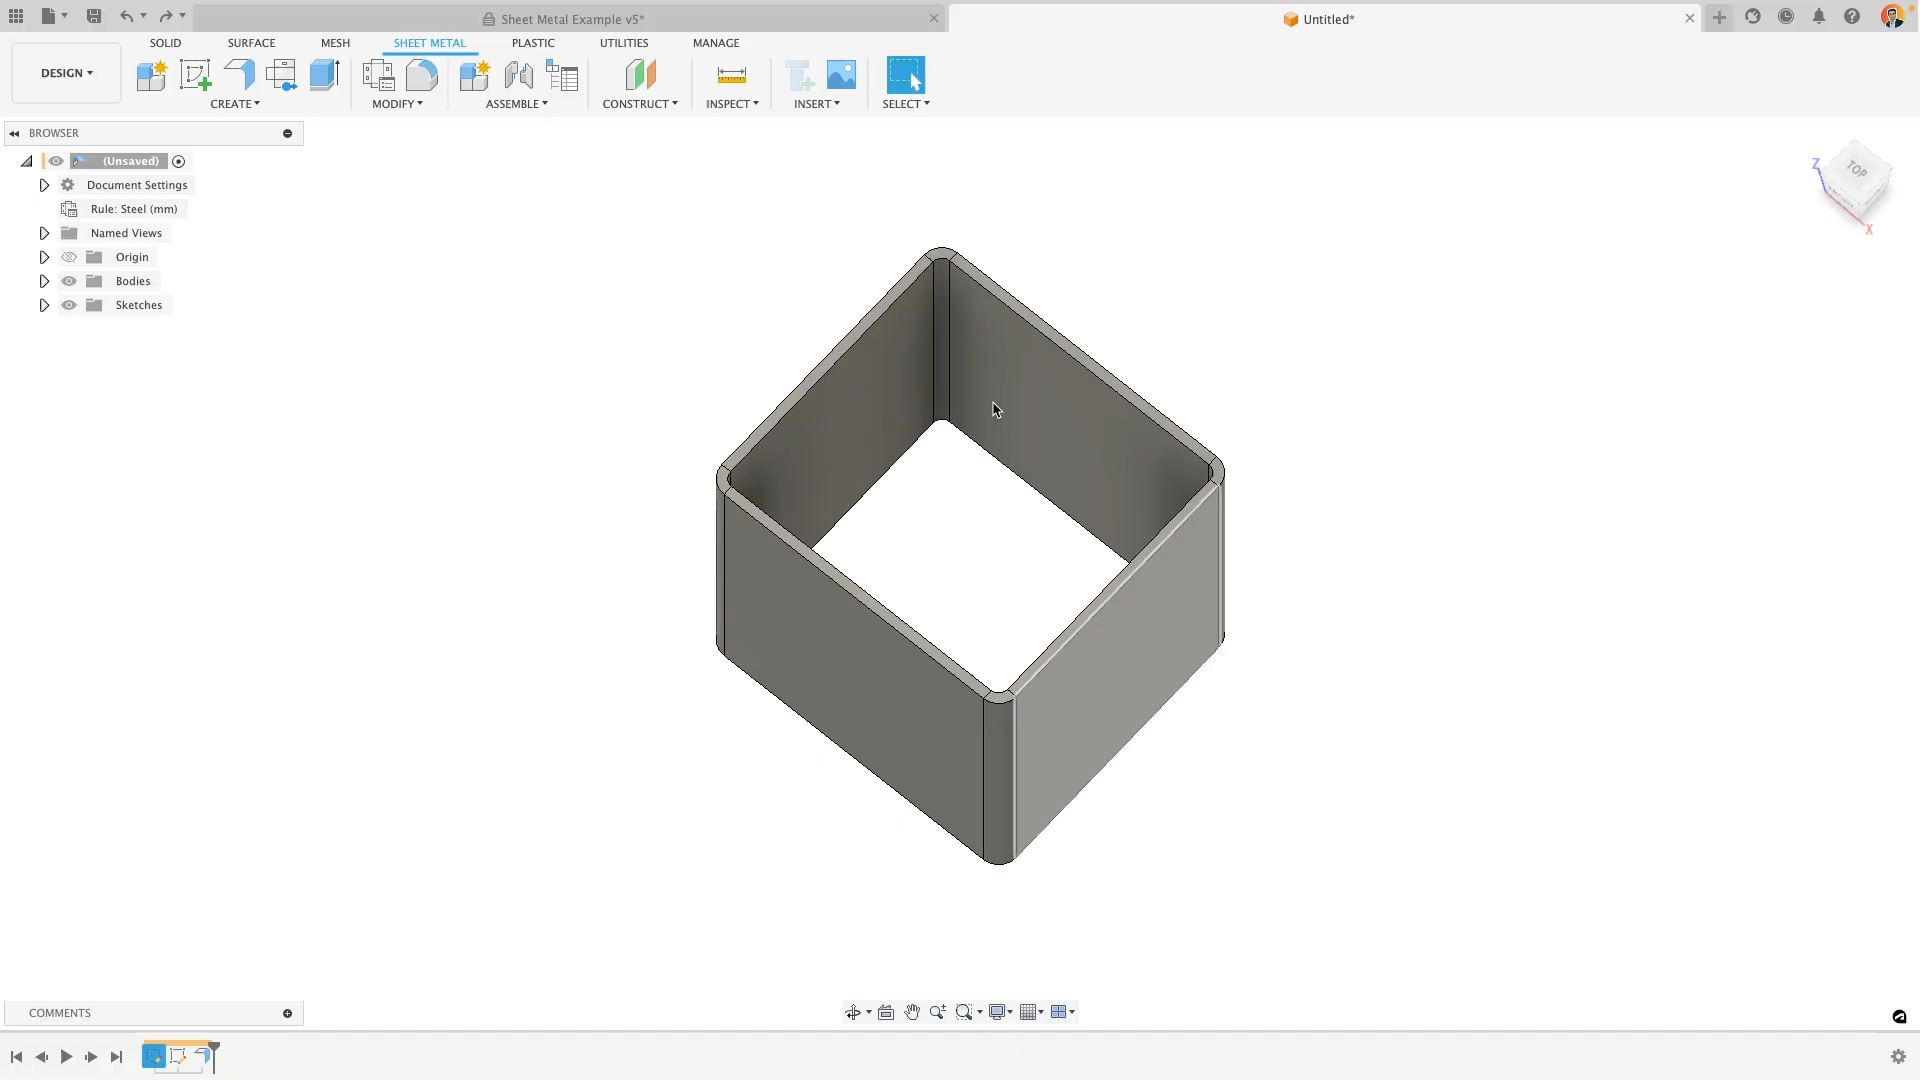 Sheet Metal Example v5*
Untitled*
SOLID
SURFACE
MESH
SHEET METAL
PLASTIC
UTILITIES
MANAGE
DESIGN
CREATE
MODIFY
ASSEMBLE
CONSTRUCT
INSPECT
INSERT
SELECT
BROWSER
(Unsaved)
Document Settings
Rule: Steel (mm)
Named Views
Origin
Bodies
Sketches
TOP
Z
X
COMMENTS